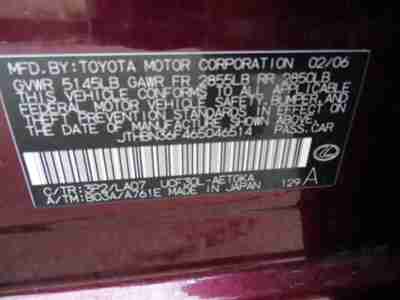 MFD.BY:TOYOTA MOTOR CORPORATION 02/06
GVWR 5145LB GAWR FR 2855LB RR 2850LB
THIS VEHICLE CONFORMS TO ALL APPLICABLE
FEDERAL MOTOR VEHICLE SAFETY,BUMPER,AND
THEFT PREVENTION STANDARDS IN EFFECT ON
THE DATE OF MANUFACTURE SHOWN ABOVE.
JTHBN36F465046514 PASS.CAR
C/TR:3P2/LA07 UCF30L-AETGKA
A/TM:B03A/A761E MADE IN JAPAN 129 A